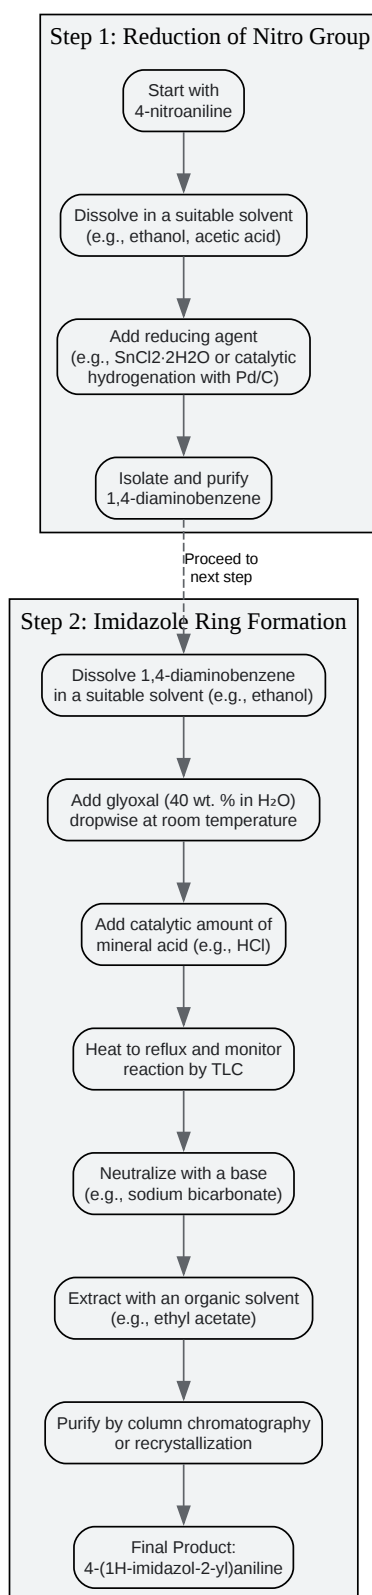 Step 1: Reduction of Nitro Group
Start with
4-nitroaniline
Dissolve in a suitable solvent
(e.g., ethanol, acetic acid)
Add reducing agent
(e.g., SnCl2·2H2O or catalytic
hydrogenation with Pd/C)
Isolate and purify
1,4-diaminobenzene
Proceed to
next step
Step 2: Imidazole Ring Formation
Dissolve 1,4-diaminobenzene
in a suitable solvent (e.g., ethanol)
Add glyoxal (40 wt. % in H₂O)
dropwise at room temperature
Add catalytic amount of
mineral acid (e.g., HCl)
Heat to reflux and monitor
reaction by TLC
Neutralize with a base
(e.g., sodium bicarbonate)
Extract with an organic solvent
(e.g., ethyl acetate)
Purify by column chromatography
or recrystallization
Final Product:
4-(1H-imidazol-2-yl)aniline